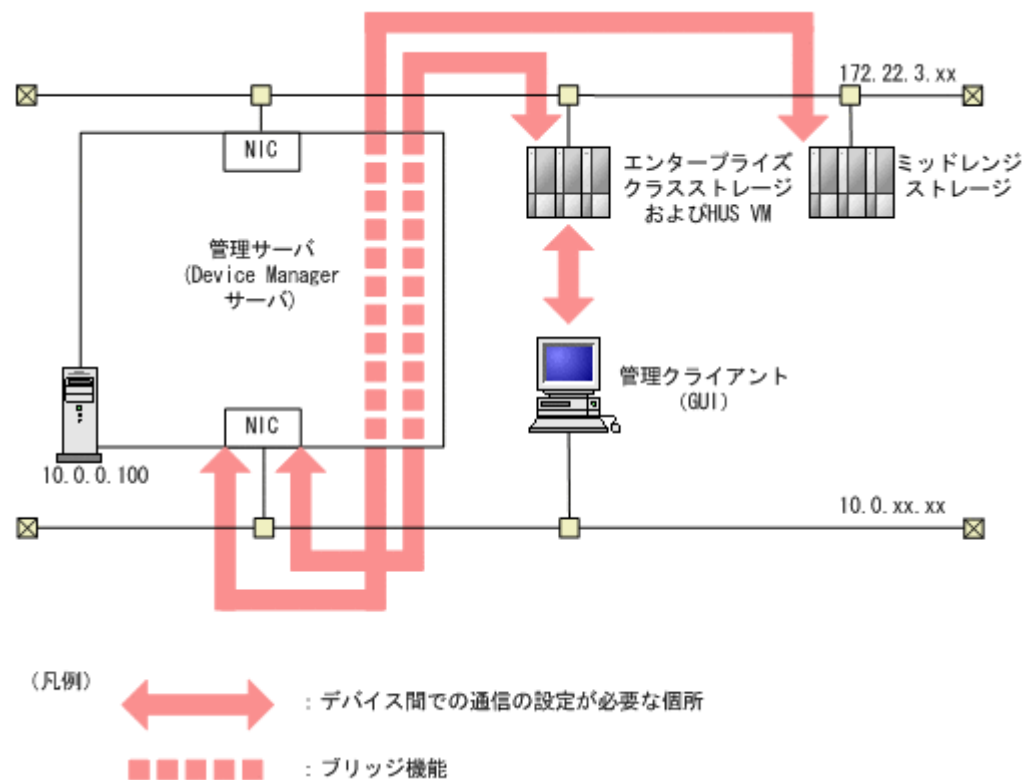 172.22.3.xx
NIC
エンタープライズ
クラスストレージ
およびHUS VM
ミッドレンジ
ストレージ
管理サーバ
(Device Manager
サーバ)
管理クライアント
(GUI)
NIC
10.0.0.100
10.0.xx.xx
(凡例)
：デバイス間での通信の設定が必要な個所
：ブリッジ機能